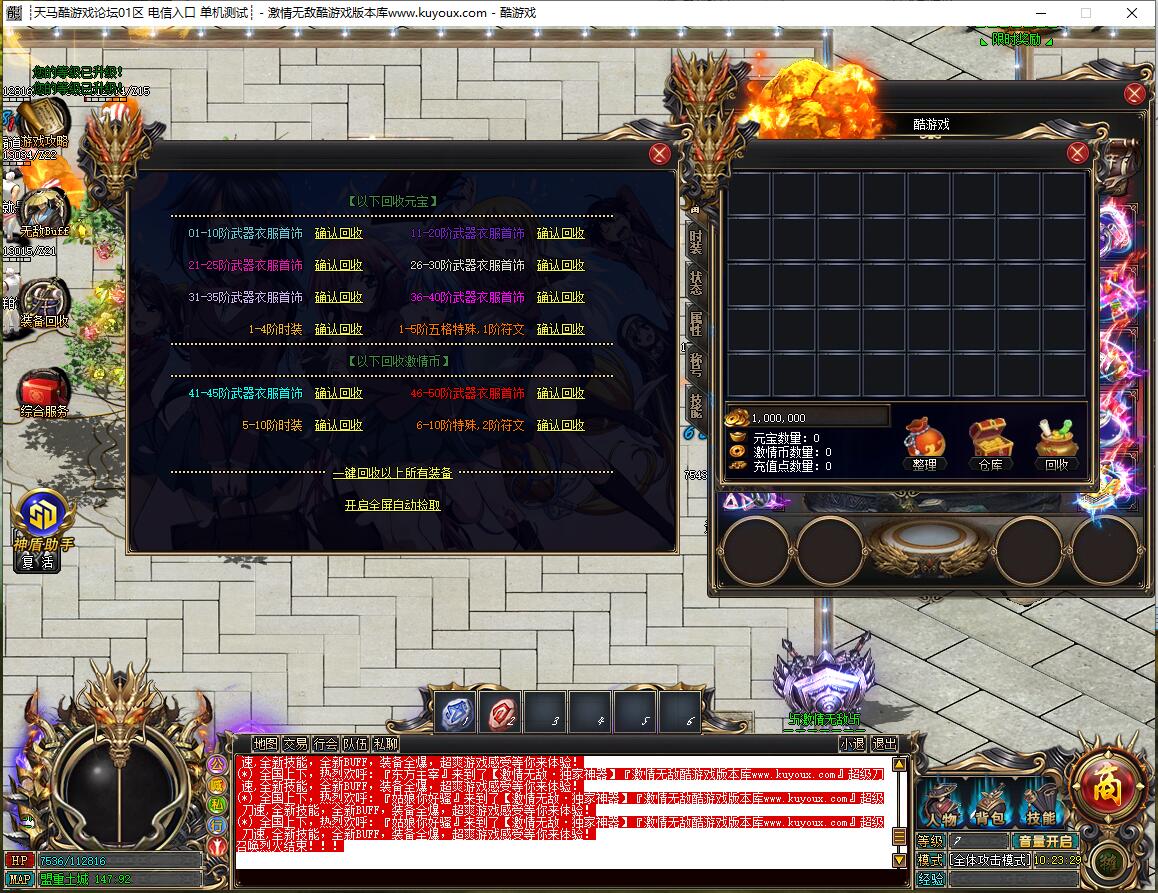 天马酷游戏论坛01区 电信入口 单机测试 - 激情无敌酷游戏版本库www.kuyoux.com - 酷游戏
限时奖励
您的等级已升级!
您的等级已升级!
酷游戏
无敌Buff
装备回收
综合服务
神盾助手
复 活
【以下回收元宝】
01-10阶武器衣服首饰 确认回收 11-20阶武器衣服首饰 确认回收
21-25阶武器衣服首饰 确认回收 26-30阶武器衣服首饰 确认回收
31-35阶武器衣服首饰 确认回收 36-40阶武器衣服首饰 确认回收
1-4阶时装 确认回收 1-5阶五格特殊,1阶符文 确认回收
【以下回收激情币】
41-45阶武器衣服首饰 确认回收 46-50阶武器衣服首饰 确认回收
5-10阶时装 确认回收 6-10阶特殊,2阶符文 确认回收
一键回收以上所有装备
开启全屏自动捡取
时装
状态
属性
称号
技能
1,000,000
元宝数量: 0
激情币数量: 0
充值点数量: 0
整理 仓库 回收
乐激情无敌乐
1 2 3 4 5 6
地图 交易 行会 队伍 私聊 小退 退出
速,全新技能, 全新BUFF, 装备全爆, 超爽游戏感受等你来体验!
(*) 全国上下, 热烈欢呼: 『东方主宰』来到了【激情无敌·独家神器】『激情无敌酷游戏版本库www.kuyoux.com』超级刀
速,全新技能, 全新BUFF, 装备全爆, 超爽游戏感受等你来体验!
(*) 全国上下, 热烈欢呼: 『姑娘你好骚』来到了【激情无敌·独家神器】『激情无敌酷游戏版本库www.kuyoux.com』超级
刀速,全新技能, 全新BUFF, 装备全爆, 超爽游戏感受等你来体验!
(*) 全国上下, 热烈欢呼: 『姑娘你好骚』来到了【激情无敌·独家神器】『激情无敌酷游戏版本库www.kuyoux.com』超级
刀速,全新技能, 全新BUFF, 装备全爆, 超爽游戏感受等你来体验!
召唤烈火结束!!!
公
喊
私
行
HP 7536/112816
MAP 盟重土城 147:92
人物 背包 技能
商
等级 7 音量开启
模式 [全体攻击模式] 10:23:29
经验